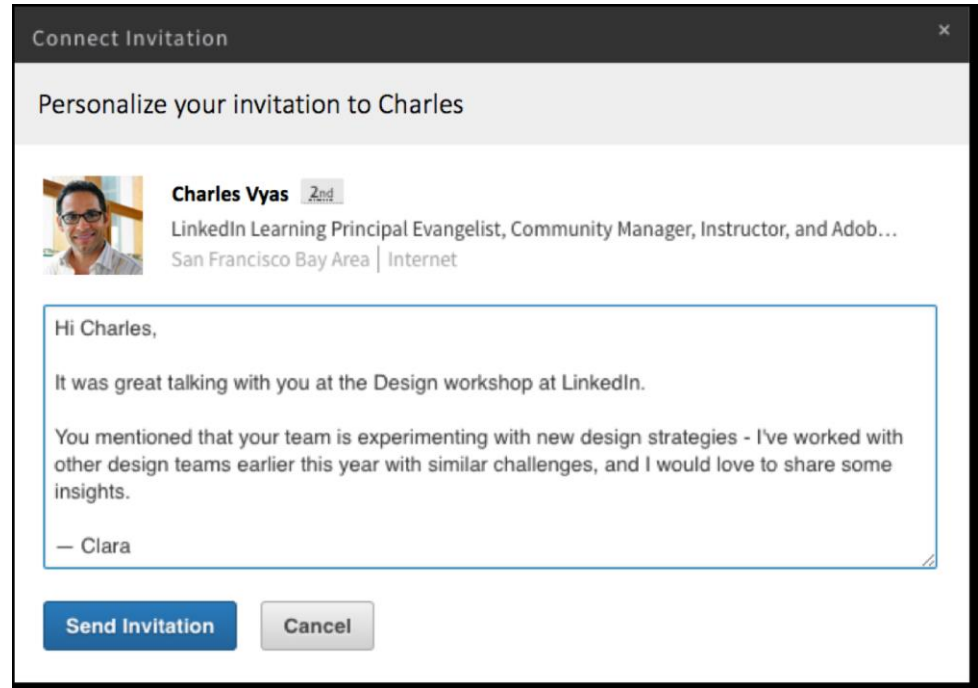 Connect Invitation ×
Personalize your invitation to Charles
Charles Vyas 2nd
LinkedIn Learning Principal Evangelist, Community Manager, Instructor, and Adob...
San Francisco Bay Area | Internet
Hi Charles,
It was great talking with you at the Design workshop at LinkedIn.
You mentioned that your team is experimenting with new design strategies - I've worked with
other design teams earlier this year with similar challenges, and I would love to share some
insights.
— Clara
Send Invitation Cancel